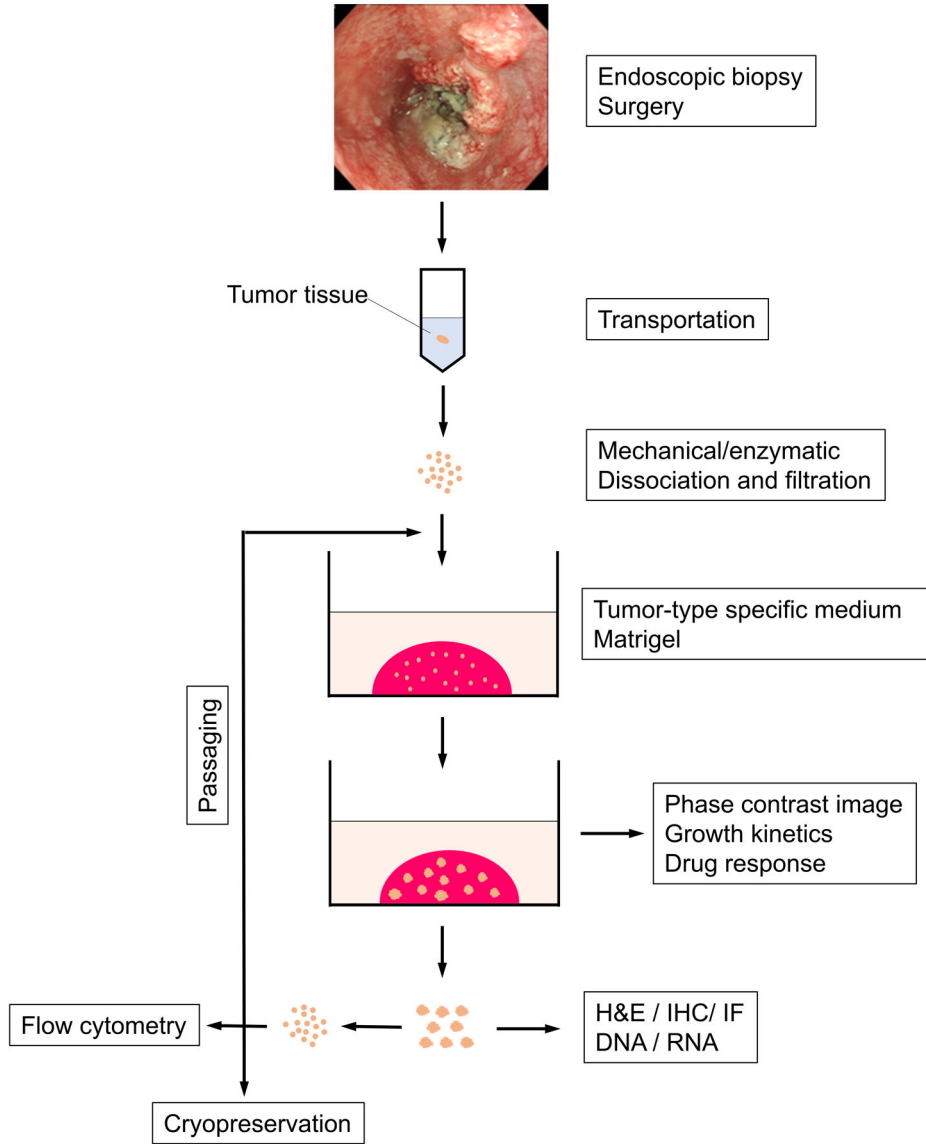 Endoscopic biopsy
Surgery
Tumor tissue
Transportation
Mechanical/enzymatic
Dissociation and filtration
Tumor-type specific medium
Matrigel
Passaging
Phase contrast image
Growth kinetics
Drug response
Flow cytometry
H&E / IHC/ IF
DNA / RNA
Cryopreservation